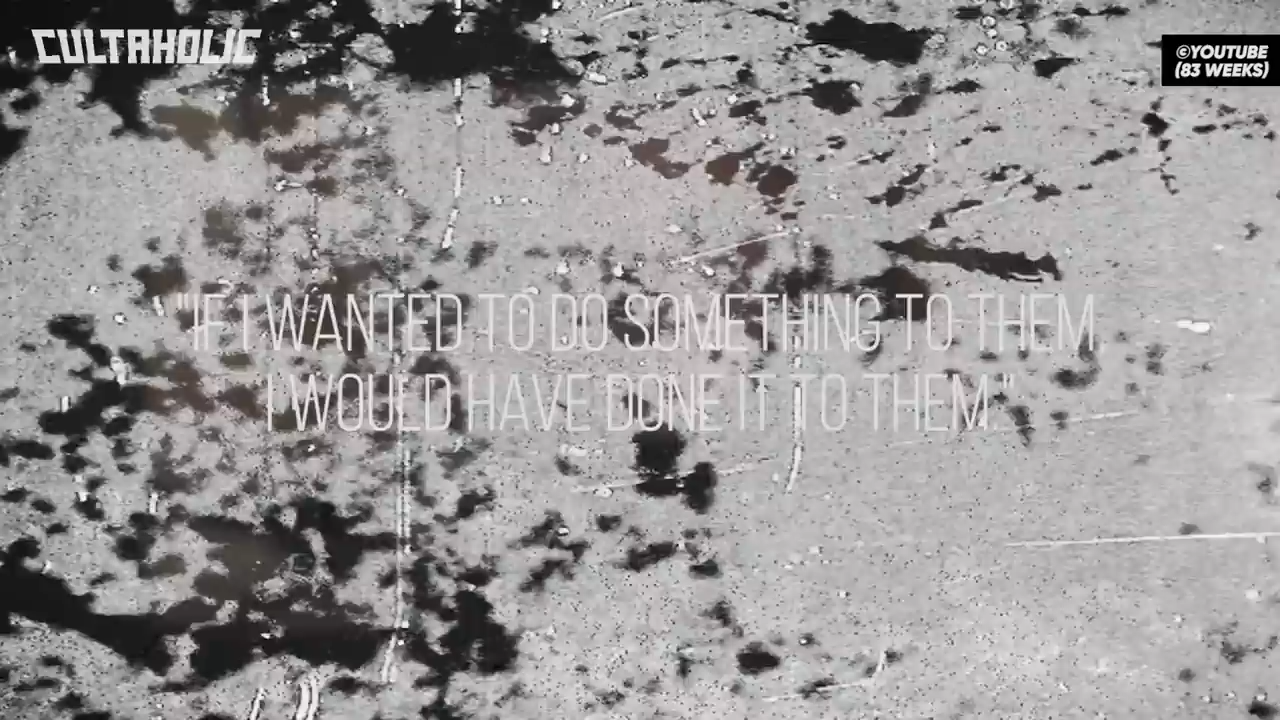 CULTAHOLIC
©YOUTUBE
(83 WEEKS)
"IF I WANTED TO DO SOMETHING TO THEM
I WOULD HAVE DONE IT TO THEM."